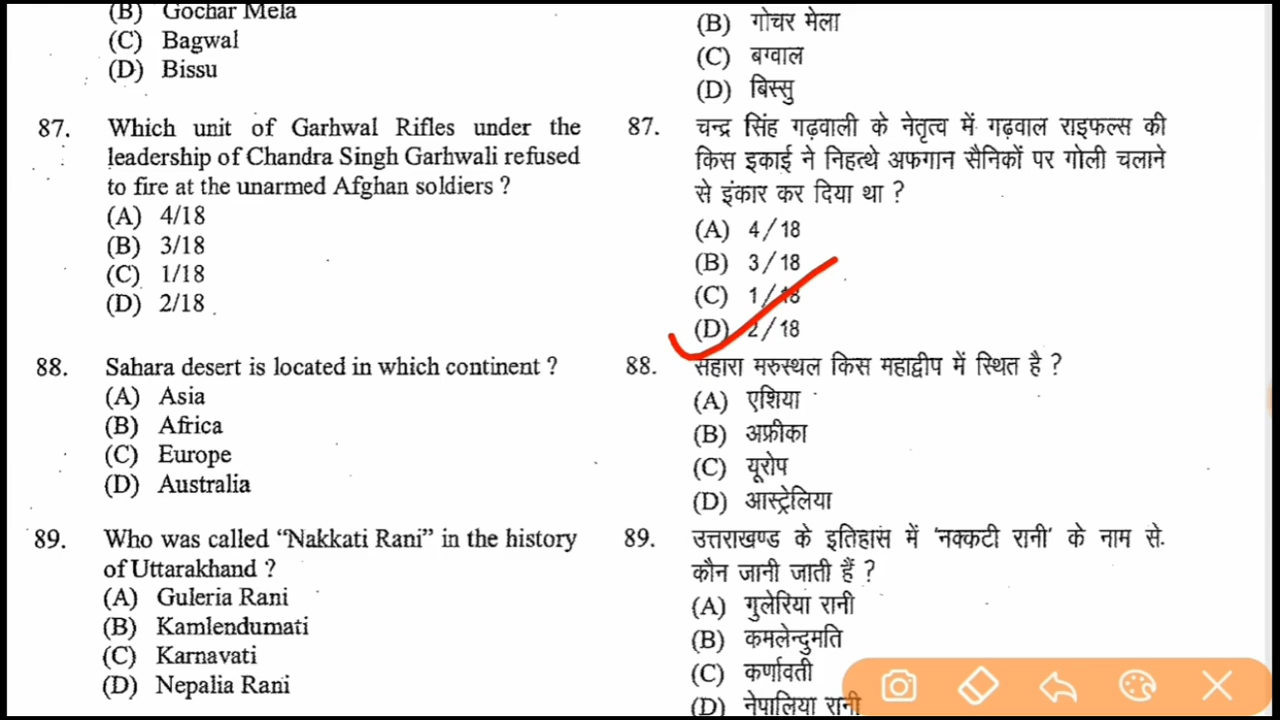 (B) Gochar Mela
(C) Bagwal
(D) Bissu
87. Which unit of Garhwal Rifles under the
leadership of Chandra Singh Garhwali refused
to fire at the unarmed Afghan soldiers ?
(A) 4/18
(B) 3/18
(C) 1/18
(D) 2/18
88. Sahara desert is located in which continent ?
(A) Asia
(B) Africa
(C) Europe
(D) Australia
89. Who was called “Nakkati Rani” in the history
of Uttarakhand ?
(A) Guleria Rani
(B) Kamlendumati
(C) Karnavati
(D) Nepalia Rani
(B) गोचर मेला
(C) बग्वाल
(D) बिस्सु
87. चन्द्र सिंह गढ़वाली के नेतृत्व में गढ़वाल राइफल्स की
किस इकाई ने निहत्थे अफगान सैनिकों पर गोली चलाने
से इंकार कर दिया था ?
(A) 4/18
(B) 3/18
(C) 1/18
(D) 2/18
88. सहारा मरुस्थल किस महाद्वीप में स्थित है ?
(A) एशिया
(B) अफ्रीका
(C) यूरोप
(D) आस्ट्रेलिया
89. उत्तराखण्ड के इतिहास में ‘नक्कटी रानी’ के नाम से
कौन जानी जाती हैं ?
(A) गुलेरिया रानी
(B) कमलेन्दुमति
(C) कर्णावती
(D) नेपालिया रानी